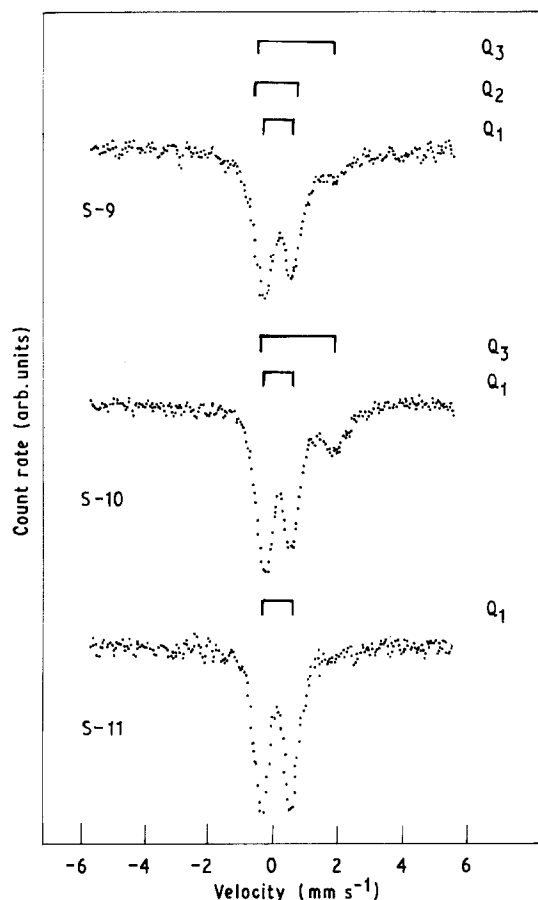 Q3
Q2
Q1
S-9
Q3
Q1
S-10
Q1
S-11
Count rate (arb. units)
-6 -4 -2 0 2 4 6
Velocity (mm s⁻¹)